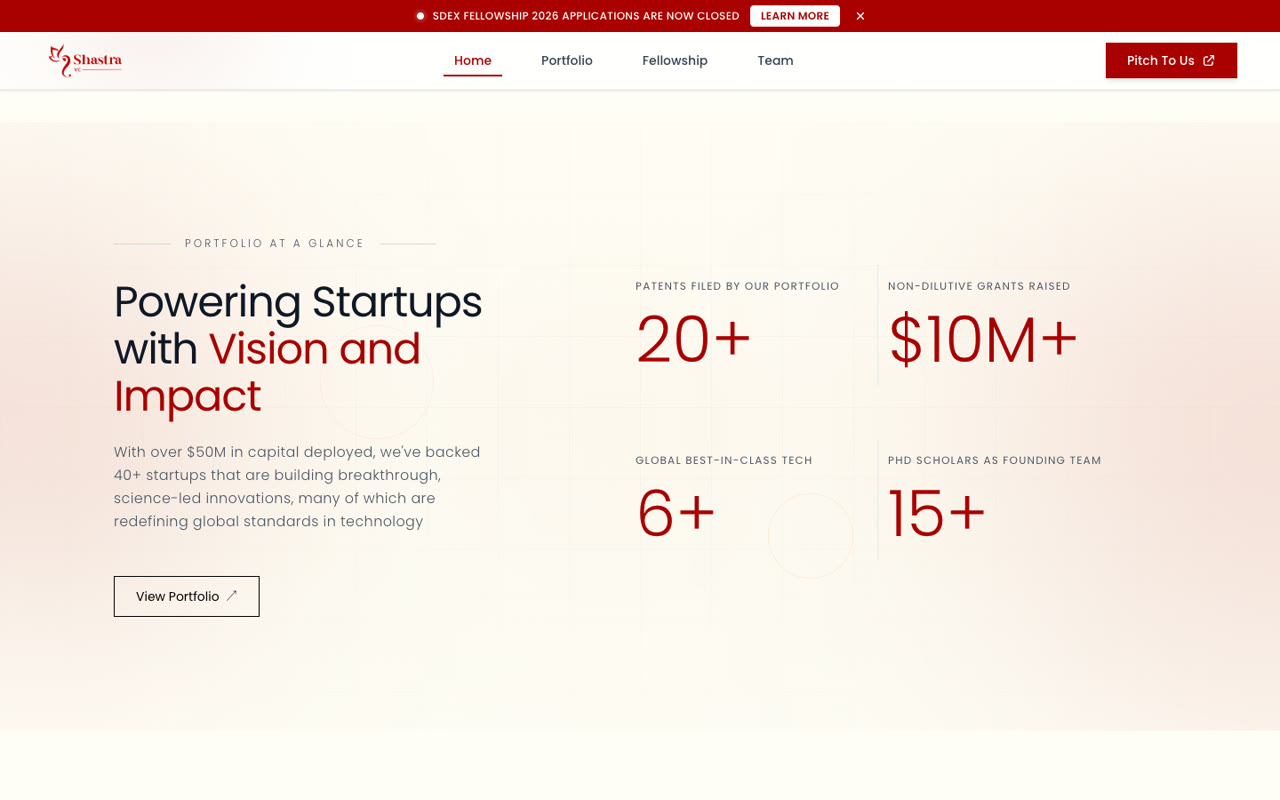 SDEX FELLOWSHIP 2026 APPLICATIONS ARE NOW CLOSED LEARN MORE ×
Shastra
VC
Home Portfolio Fellowship Team
Pitch To Us
PORTFOLIO AT A GLANCE
Powering Startups
with Vision and
Impact
With over $50M in capital deployed, we've backed
40+ startups that are building breakthrough,
science-led innovations, many of which are
redefining global standards in technology
View Portfolio
PATENTS FILED BY OUR PORTFOLIO
20+
NON-DILUTIVE GRANTS RAISED
$10M+
GLOBAL BEST-IN-CLASS TECH
6+
PHD SCHOLARS AS FOUNDING TEAM
15+